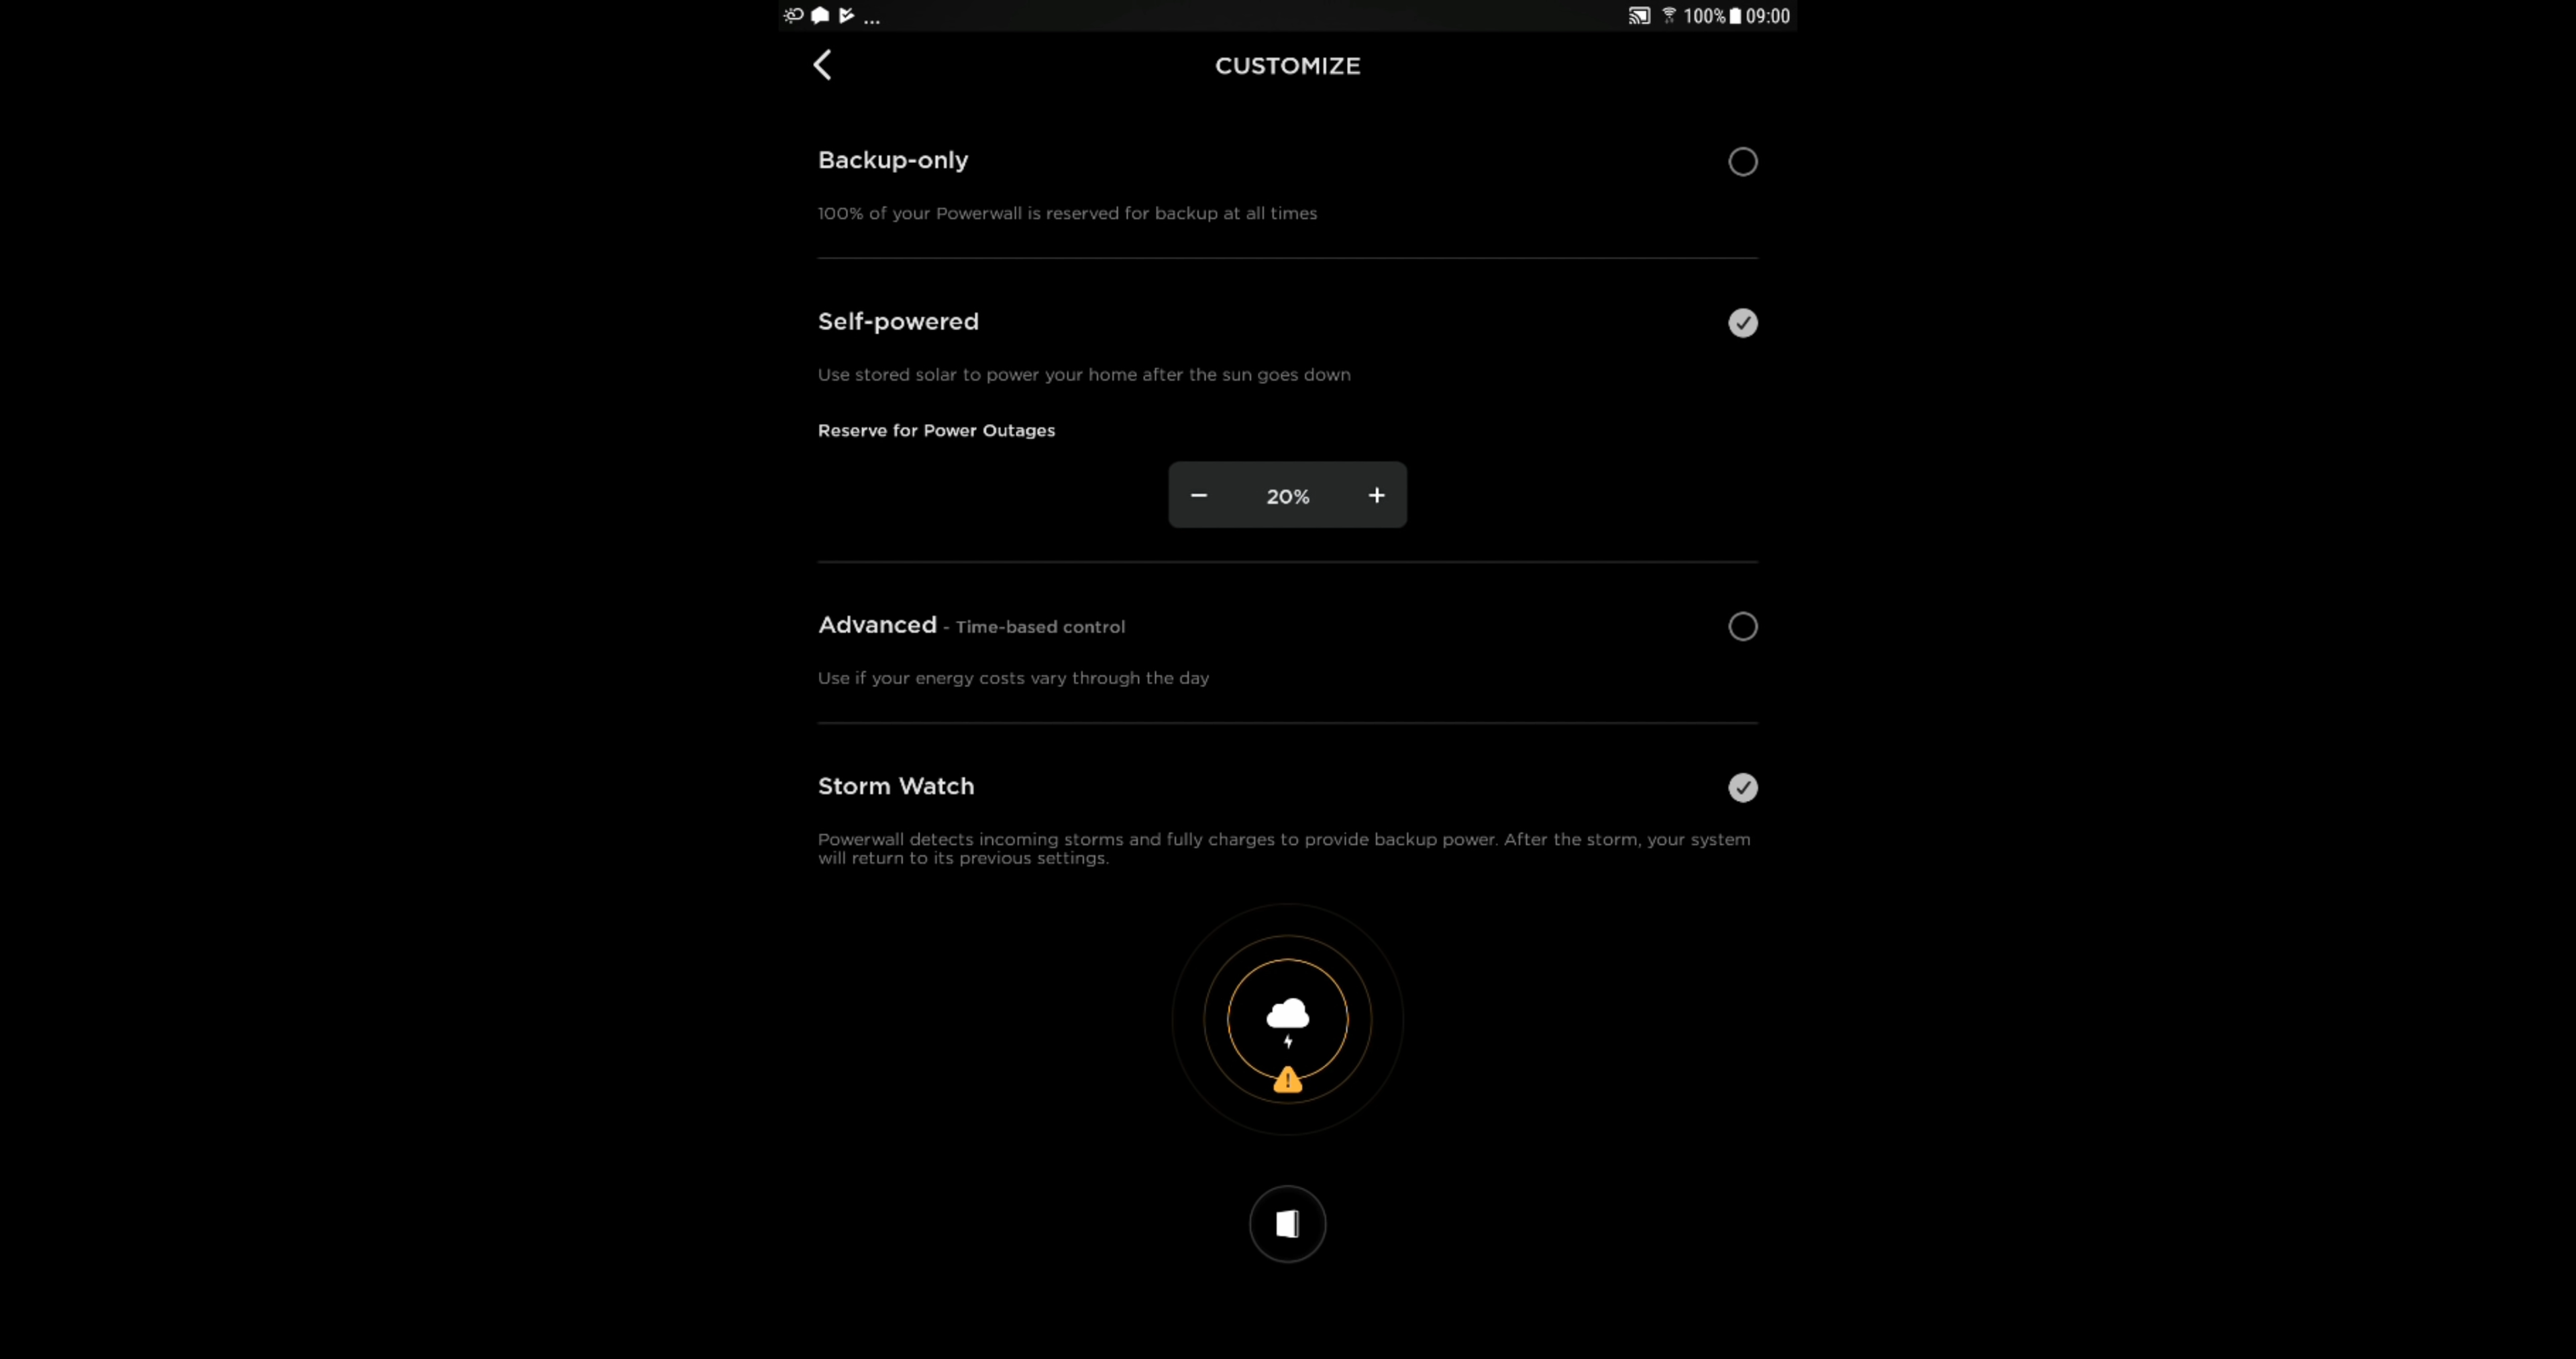 ... 100% 09:00
CUSTOMIZE
Backup-only
100% of your Powerwall is reserved for backup at all times
Self-powered
Use stored solar to power your home after the sun goes down
Reserve for Power Outages
− 20% +
Advanced - Time-based control
Use if your energy costs vary through the day
Storm Watch
Powerwall detects incoming storms and fully charges to provide backup power. After the storm, your system
will return to its previous settings.